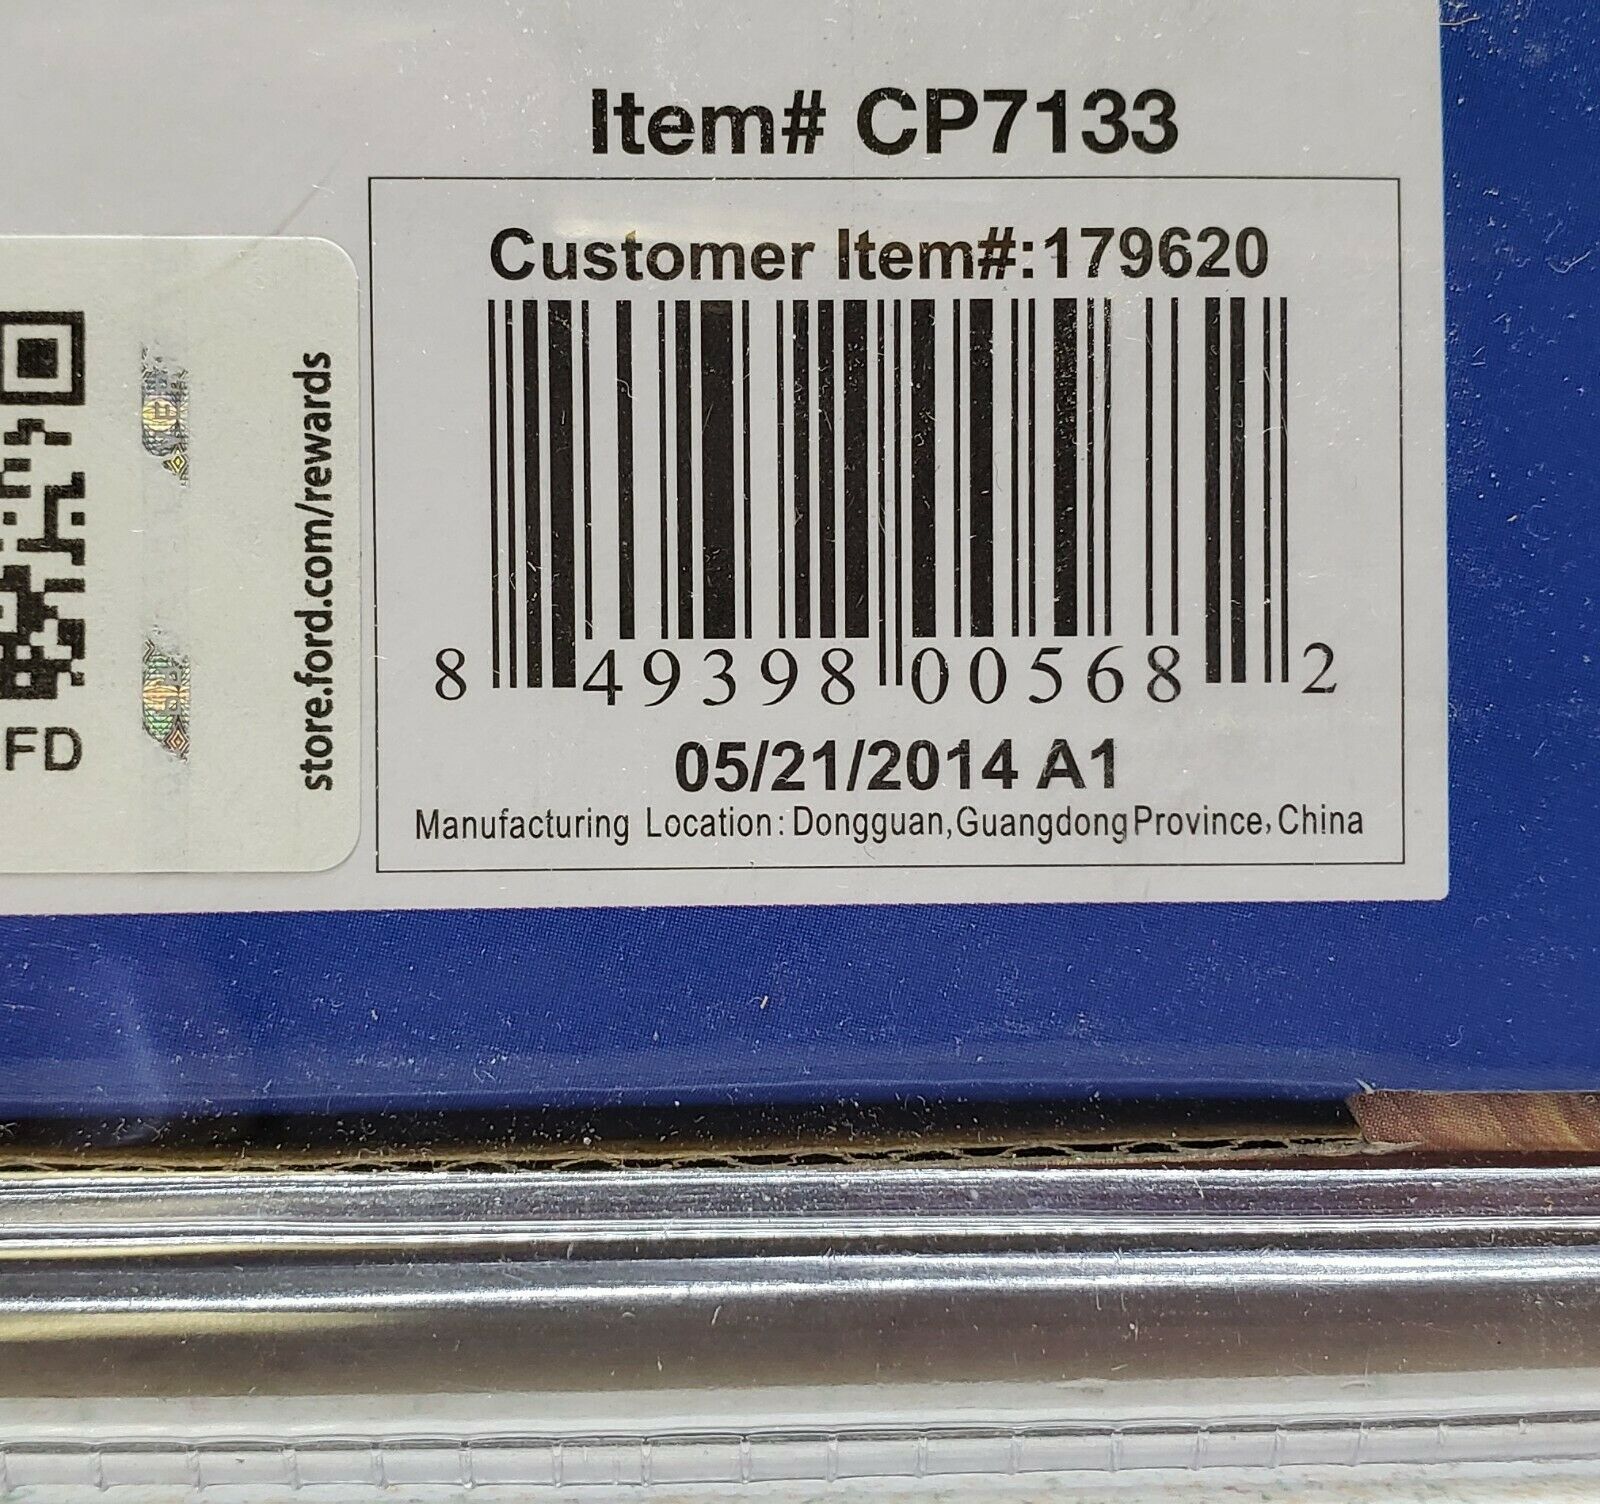 Item# CP7133
Customer Item#:179620
8 49398 00568 2
05/21/2014 A1
Manufacturing Location: Dongguan,Guangdong Province, China
store.ford.com/rewards
FD